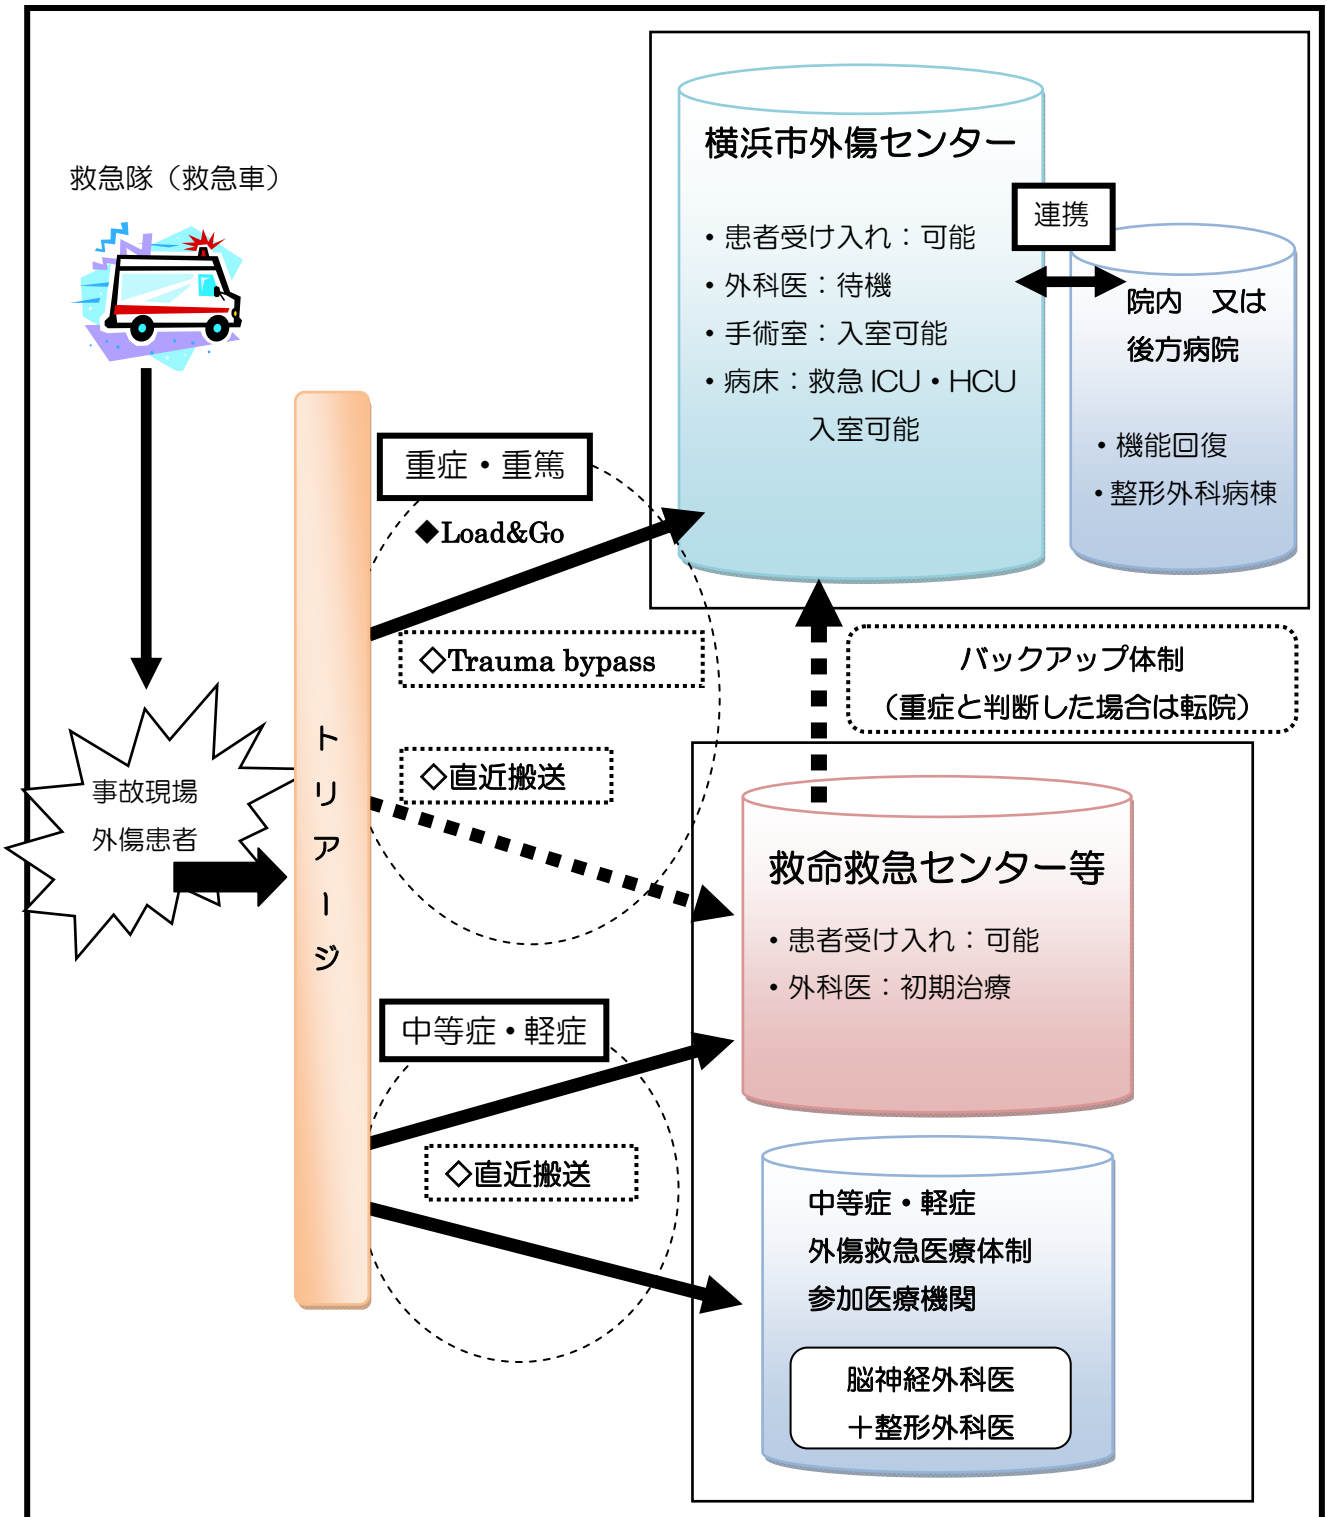 救急隊（救急車）
事故現場
外傷患者
トリアージ
重症・重篤
◆Load&Go
◇Trauma bypass
◇直近搬送
中等症・軽症
◇直近搬送
横浜市外傷センター
・患者受け入れ：可能
・外科医：待機
・手術室：入室可能
・病床：救急 ICU・HCU
入室可能
連携
院内　又は
後方病院
・機能回復
・整形外科病棟
バックアップ体制
（重症と判断した場合は転院）
救命救急センター等
・患者受け入れ：可能
・外科医：初期治療
中等症・軽症
外傷救急医療体制
参加医療機関
脳神経外科医
＋整形外科医